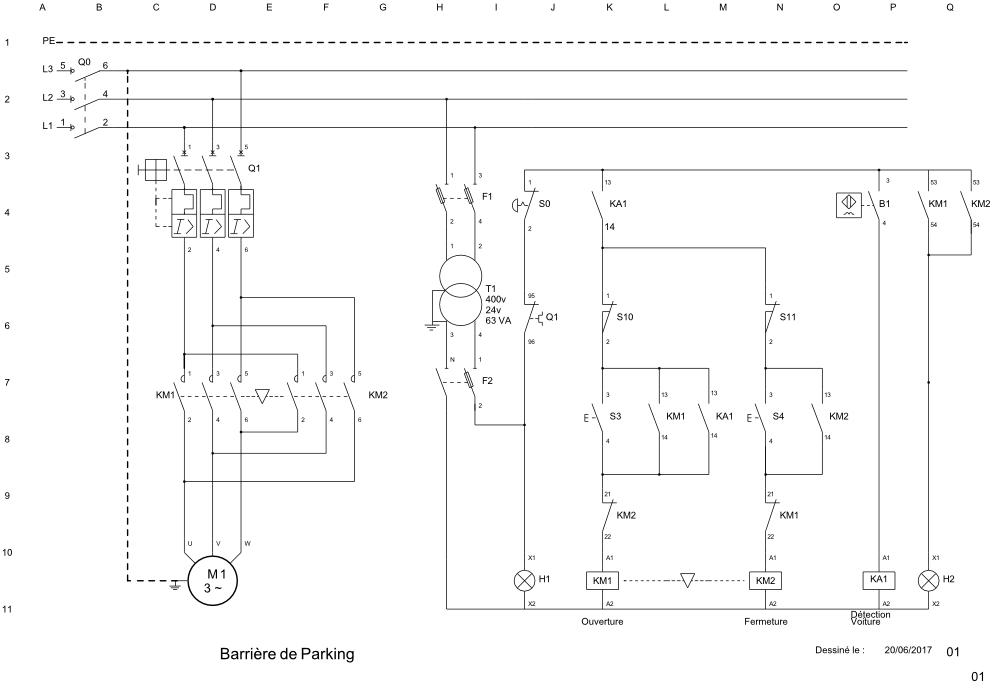 A B C D E F G H I J K L M N O P Q
1 PE
L3 5 Q0 6
2 L2 3 4
L1 1 2
3 1 3 5 Q1
1 3 1 13 3 53 53
F1 S0 KA1 B1 KM1 KM2
4 2 4 2 14 4 54 54
2 4 6 1 2
5
T1
400v
24v
63 VA
95 1 1
Q1 S10 S11
6 3 4 96 2 2
N 1
7 1 3 5 1 3 5 F2
KM1 KM2
2
3 13 13 3 13
S3 KM1 KA1 S4 KM2
2 4 6 2 4 6
8 4 14 14 4 14
9 21 21
KM2 KM1
22 22
U V W
10 X1 A1 A1 A1 X1
M 1
3 ~
H1 KM1 KM2 KA1 H2
11 X2 A2 A2 A2 X2
Ouverture Fermeture Détection
Voiture
Barrière de Parking
Dessiné le : 20/06/2017 01
01